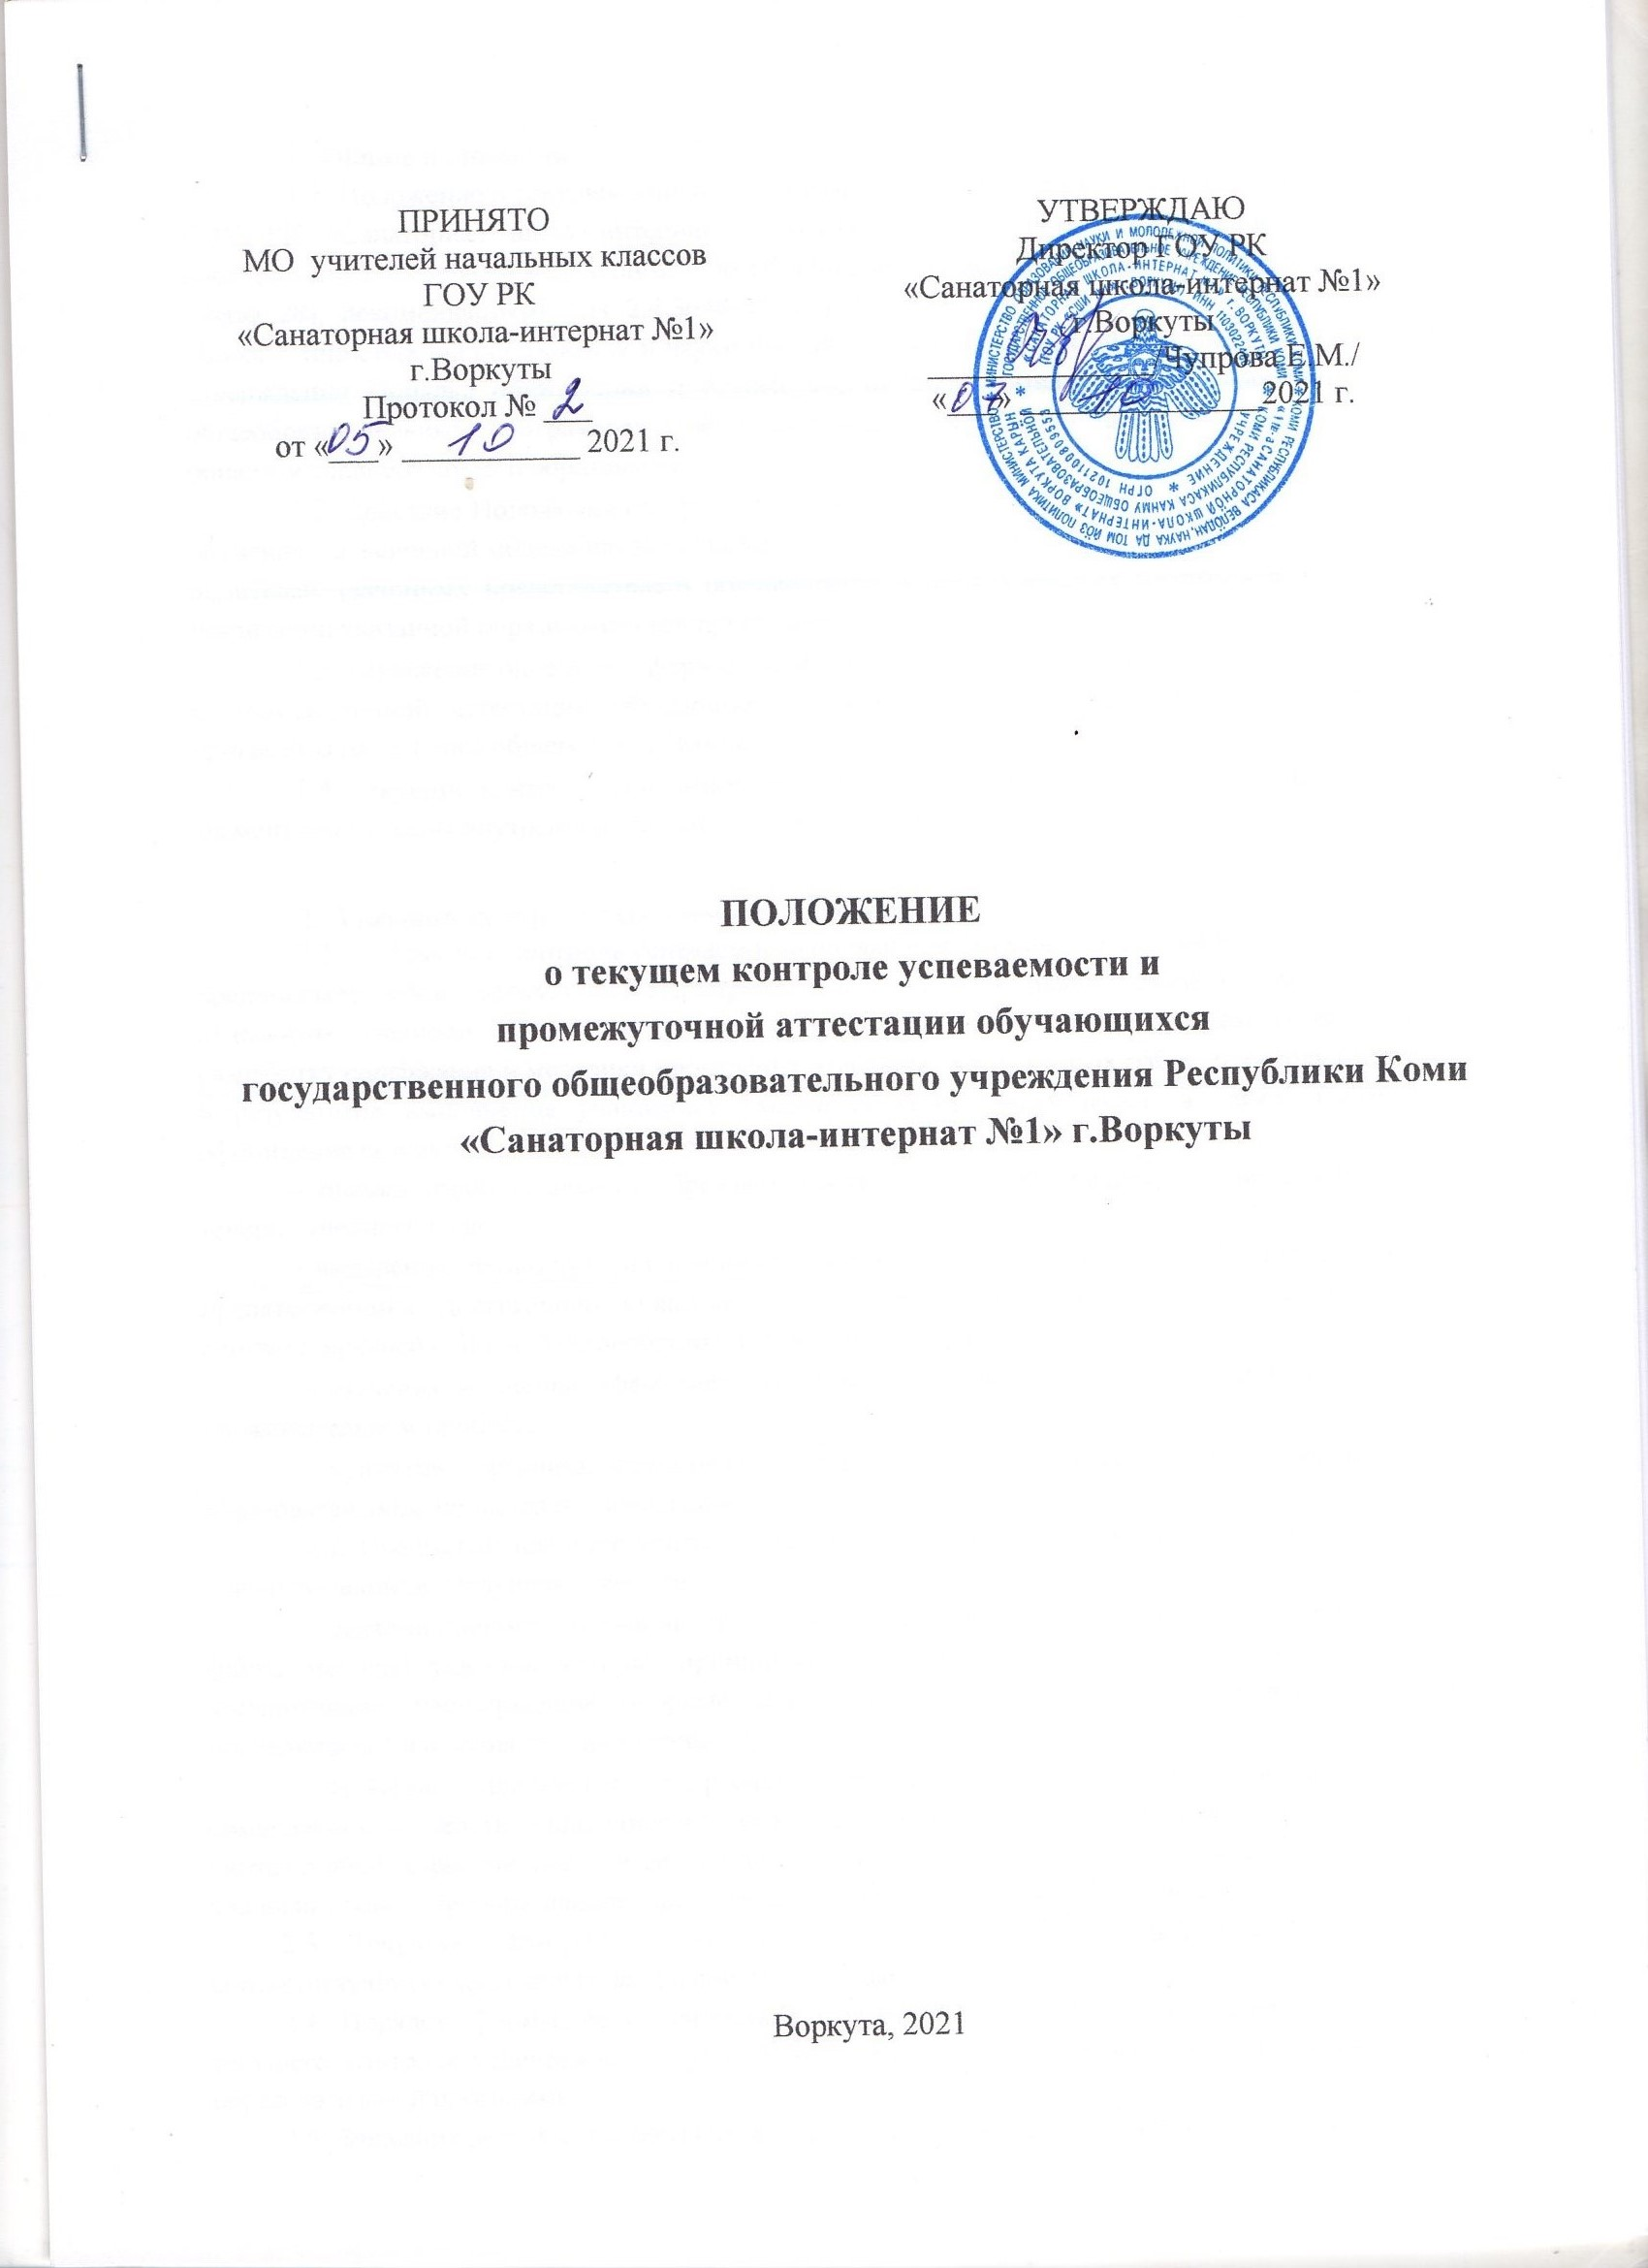 ПРИНЯТО
МО учителей начальных классов
ГОУ РК
«Санаторная школа-интернат №1»
г.Воркуты
Протокол № 2
от «05» 10 2021 г.
УТВЕРЖДАЮ
Директор ГОУ РК
«Санаторная школа-интернат №1»
г.Воркуты
/Чупрова Е.М./
«07» 10 2021 г.
ПОЛОЖЕНИЕ
о текущем контроле успеваемости и
промежуточной аттестации обучающихся
государственного общеобразовательного учреждения Республики Коми
«Санаторная школа-интернат №1» г.Воркуты
Воркута, 2021